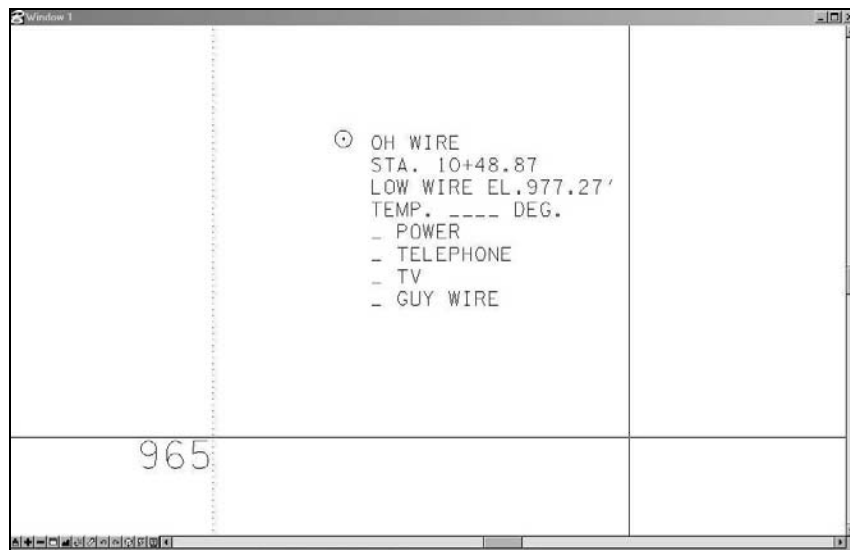 Window 1
OH WIRE
STA. 10+48.87
LOW WIRE EL.977.27'
TEMP. ____ DEG.
_ POWER
_ TELEPHONE
_ TV
_ GUY WIRE
965